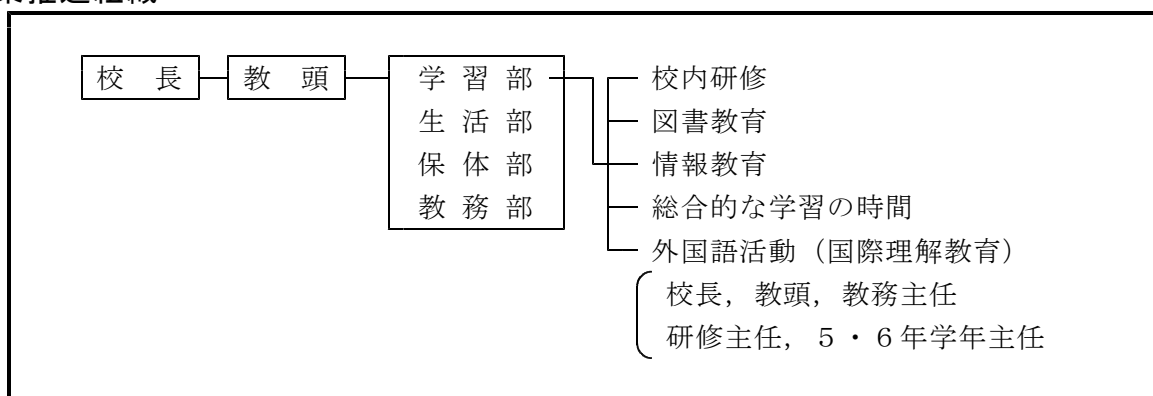 校　長　教　頭　学　習　部　校内研修
生　活　部　図書教育
保　体　部　情報教育
教　務　部　総合的な学習の時間
外国語活動（国際理解教育）
校長，教頭，教務主任
研修主任，５・６年学年主任